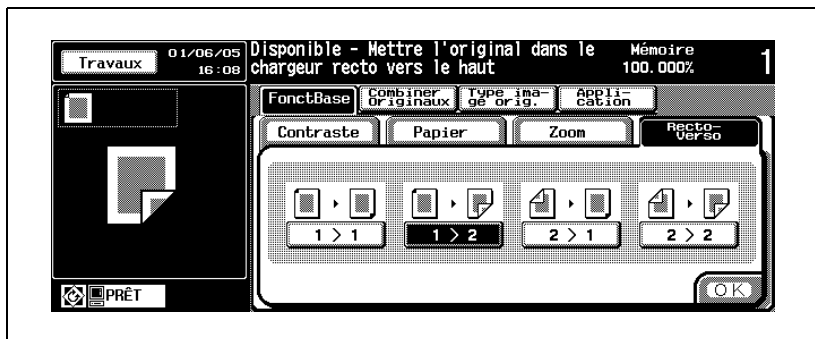 Travaux
01/06/05
16:08
Disponible - Mettre l'original dans le
chargeur recto vers le haut
Mémoire
100.000%
1
FonctBase
Combiner
Originaux
Type ima-
ge orig.
Appli-
cation
Contraste
Papier
Zoom
Recto-
Verso
1 > 1
1 > 2
2 > 1
2 > 2
PRÊT
OK